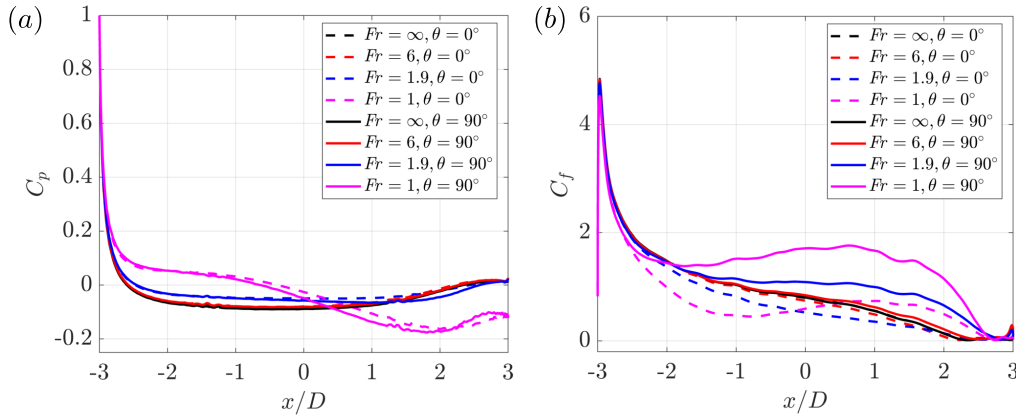 (a)
1
0.8
0.6
0.4
0.2
0
-0.2
C_p
-3 -2 -1 0 1 2 3
x/D
Fr = ∞, θ = 0°
Fr = 6, θ = 0°
Fr = 1.9, θ = 0°
Fr = 1, θ = 0°
Fr = ∞, θ = 90°
Fr = 6, θ = 90°
Fr = 1.9, θ = 90°
Fr = 1, θ = 90°
(b)
6
4
2
0
C_f
-3 -2 -1 0 1 2 3
x/D
Fr = ∞, θ = 0°
Fr = 6, θ = 0°
Fr = 1.9, θ = 0°
Fr = 1, θ = 0°
Fr = ∞, θ = 90°
Fr = 6, θ = 90°
Fr = 1.9, θ = 90°
Fr = 1, θ = 90°